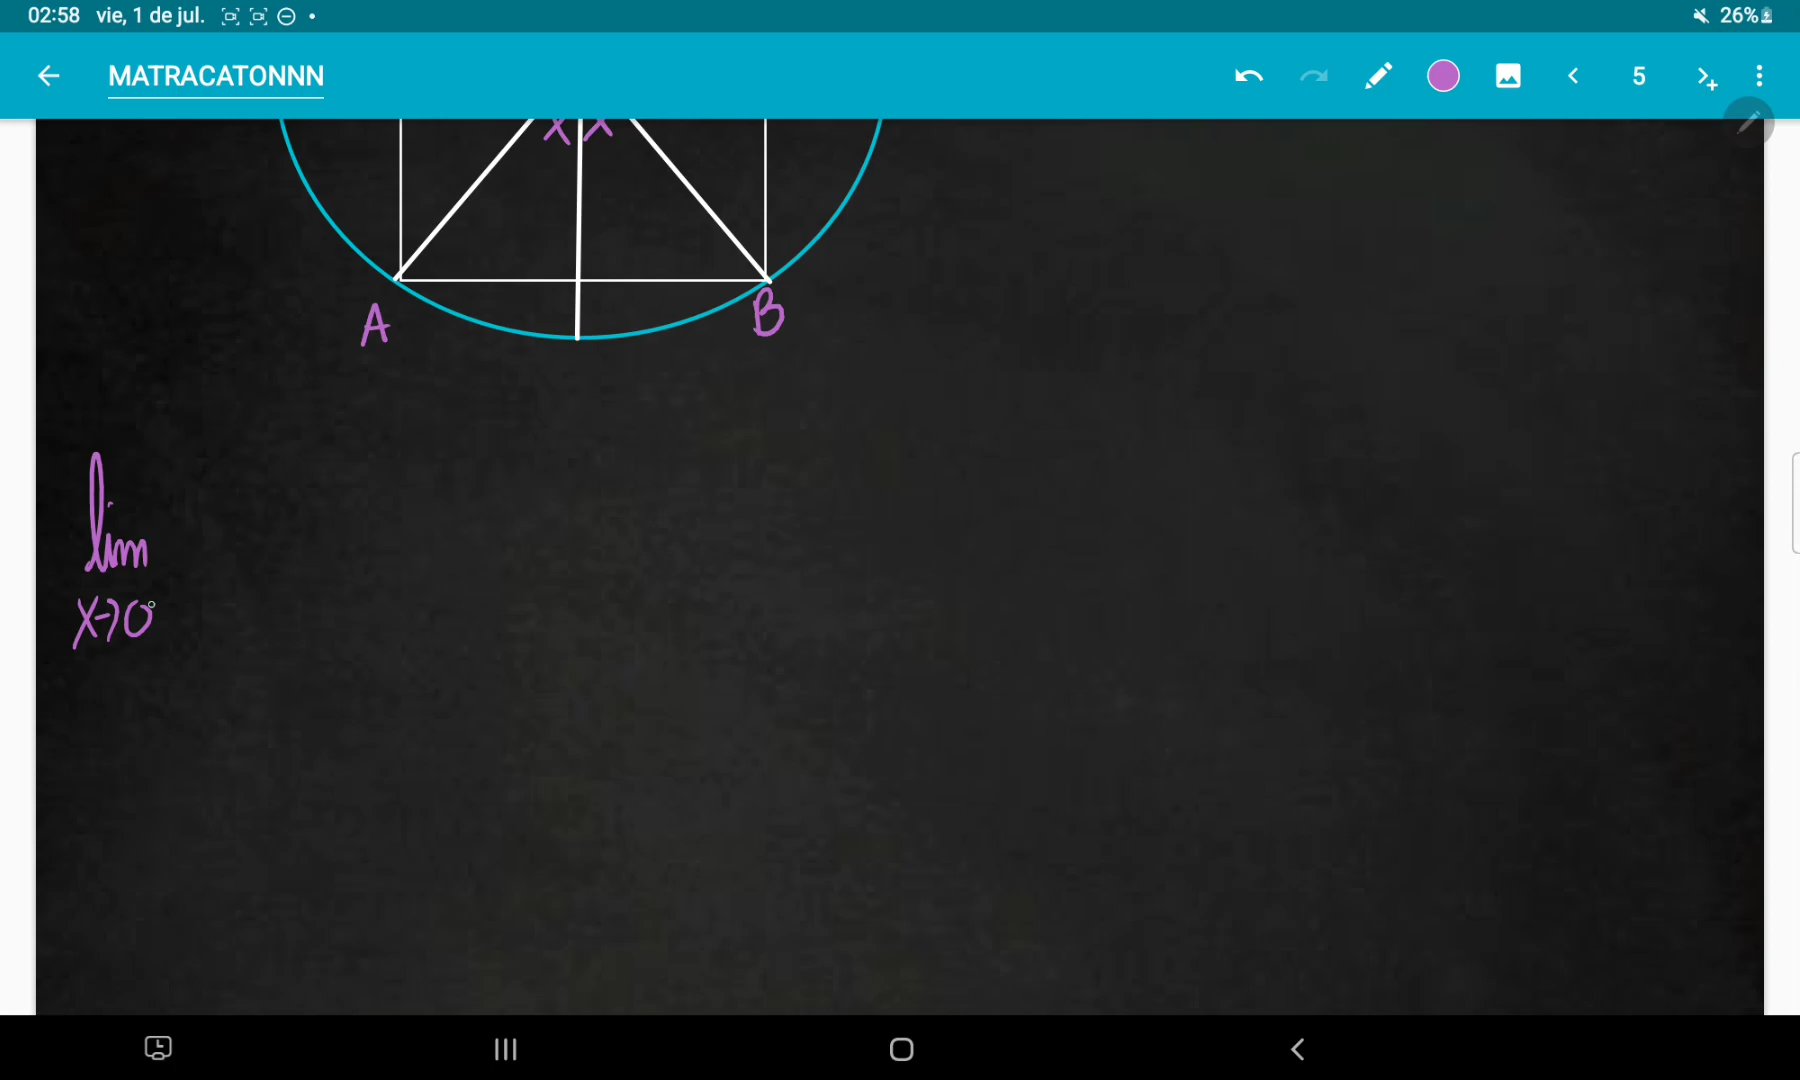 02:58 vie, 1 de jul. 26%
MATRACATONNN 5
x x
A B
lim
x→0